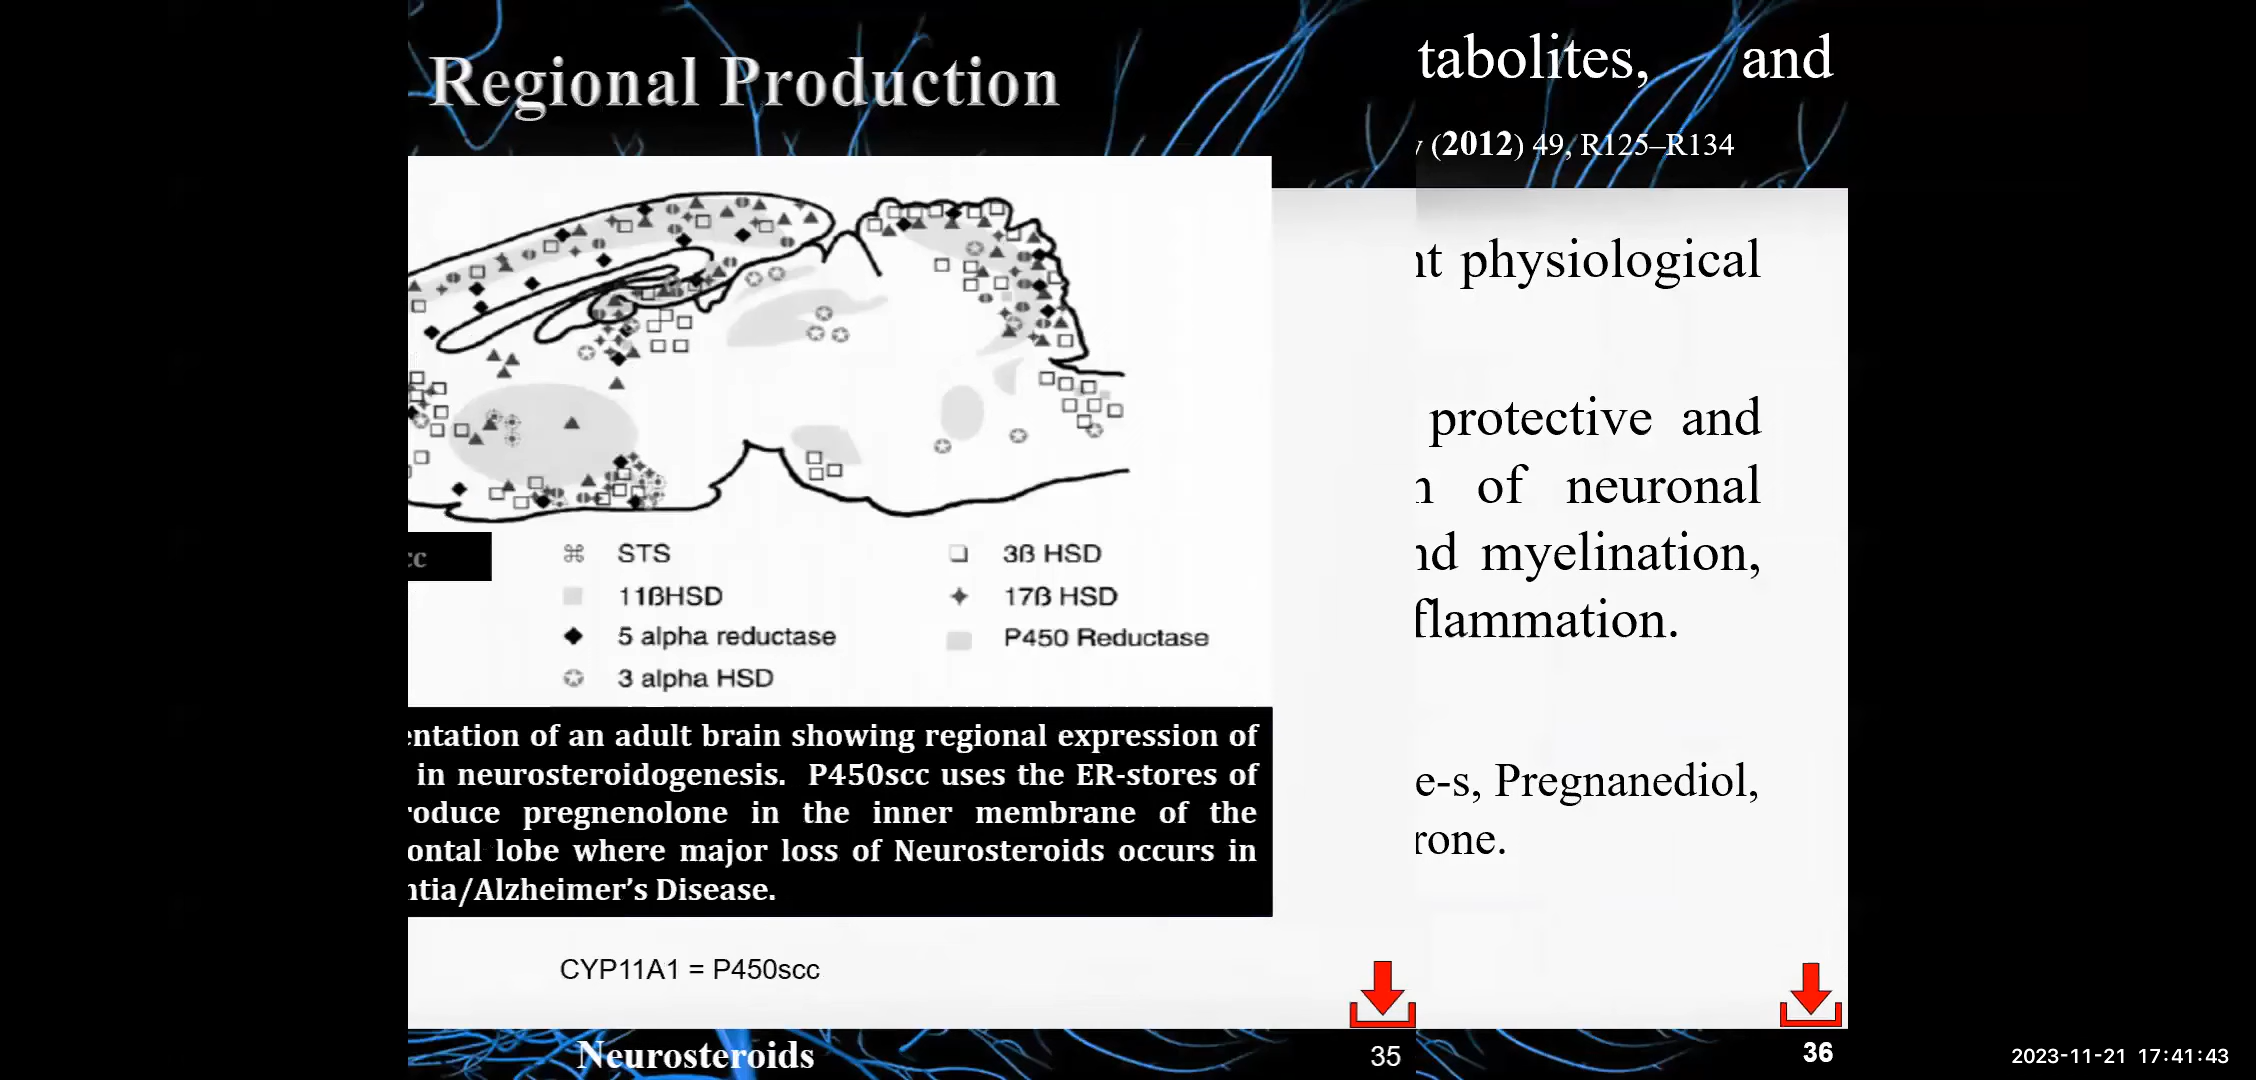 Regional Production
cc
STS
11ßHSD
5 alpha reductase
3 alpha HSD
3ß HSD
17ß HSD
P450 Reductase
entation of an adult brain showing regional expression of
in neurosteroidogenesis. P450scc uses the ER-stores of
roduce pregnenolone in the inner membrane of the
ontal lobe where major loss of Neurosteroids occurs in
ntia/Alzheimer's Disease.
CYP11A1 = P450scc
Neurosteroids
35
tabolites, and
(2012) 49, R125–R134
nt physiological
protective and
n of neuronal
nd myelination,
flammation.
e-s, Pregnanediol,
rone.
36
2023-11-21 17:41:43